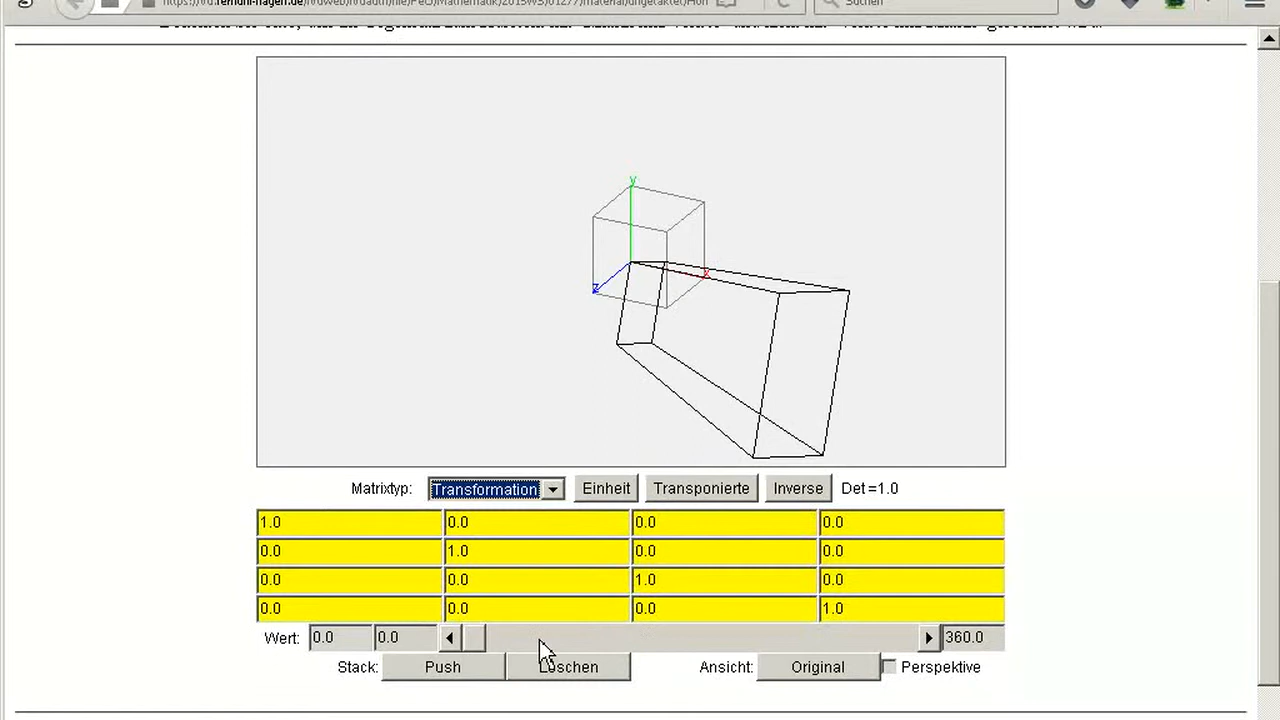 Suchen
y
x
z
Matrixtyp: Transformation Einheit Transponierte Inverse Det=1.0
1.0 0.0 0.0 0.0
0.0 1.0 0.0 0.0
0.0 0.0 1.0 0.0
0.0 0.0 0.0 1.0
Wert: 0.0 0.0 360.0
Stack: Push Löschen Ansicht: Original Perspektive